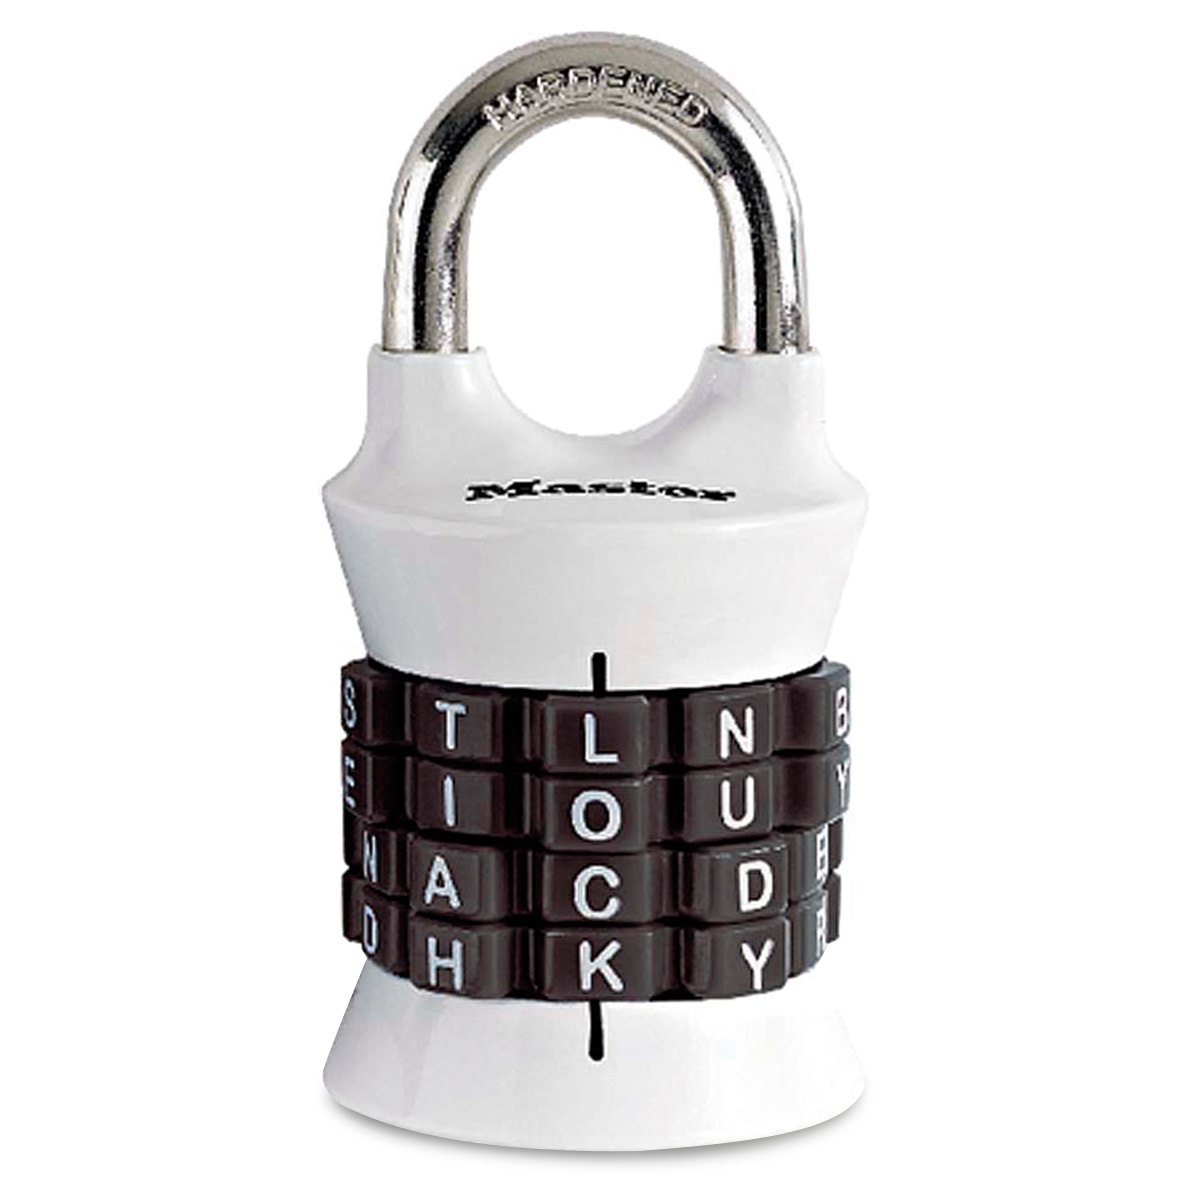 HARDENED
Master
S T L N B
E I O U Y
N A C D B
D H K Y R